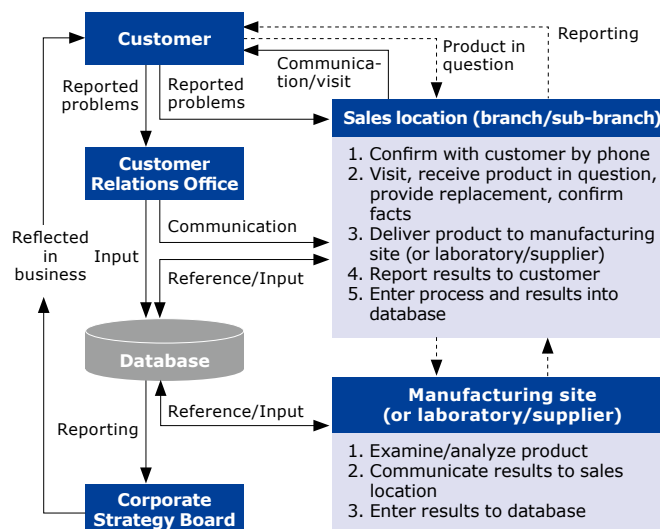 Customer
Reporting
Product in
question
Communica-
tion/visit
Reported
problems
Reported
problems
Sales location (branch/sub-branch)
1. Confirm with customer by phone
2. Visit, receive product in question,
provide replacement, confirm
facts
3. Deliver product to manufacturing
site (or laboratory/supplier)
4. Report results to customer
5. Enter process and results into
database
Customer
Relations Office
Communication
Reflected
in
business
Input
Reference/Input
Database
Manufacturing site
(or laboratory/supplier)
1. Examine/analyze product
2. Communicate results to sales
location
3. Enter results to database
Reference/Input
Reporting
Corporate
Strategy Board